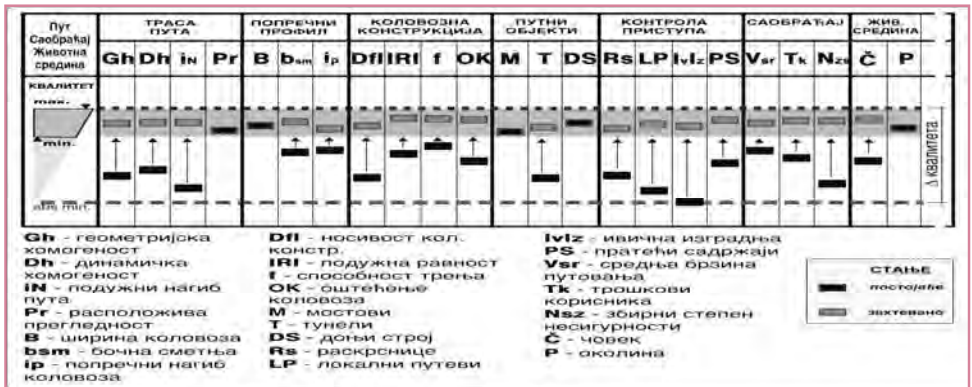 Пут
Саобраћај
Животна
средина
ТРАСА
ПУТА
ПОПРЕЧНИ
ПРОФИЛ
КОЛОВОЗНА
КОНСТРУКЦИЈА
ПУТНИ
ОБЈЕКТИ
КОНТРОЛА
ПРИСТУПА
САОБРАЋАЈ
ЖИВ.
СРЕДИНА
Gh Dh iN Pr B bsm ip Dfl IRI f OK M T DS Rs LP IvIz PS Vsr Tk Nzs Č P
КВАЛИТЕТ
max.
min.
abs min.
Δ квалитета
Gh - геометријска
хомогеност
Dh - динамичка
хомогеност
iN - подужни нагиб
пута
Pr - расположива
прегледност
B - ширина коловоза
bsm - бочна сметња
ip - попречни нагиб
коловоза
Dfl - носивост кол.
констр.
IRI - подужна равност
f - способност трења
OK - оштећење
коловоза
M - мостови
T - тунели
DS - доњи строј
Rs - раскрснице
LP - локални путеви
IvIz - ивична изградња
PS - пратећи садржаји
Vsr - средња брзина
путовања
Tk - трошкови
корисника
Nsz - збирни степен
несигурности
Č - човек
P - околина
СТАЊЕ
постојеће
захтевано